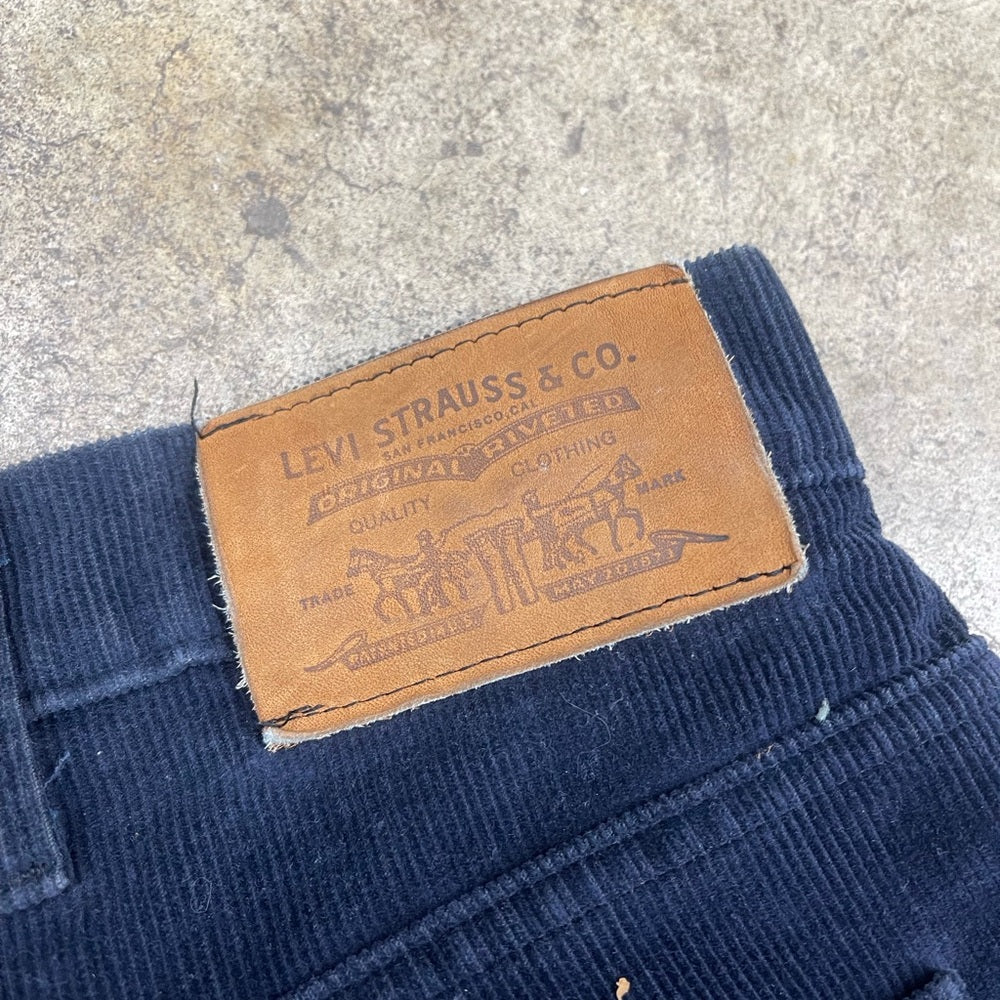 LEVI STRAUSS & CO.
SAN FRANCISCO, CAL
ORIGINAL RIVETED
QUALITY CLOTHING
TRADE MARK